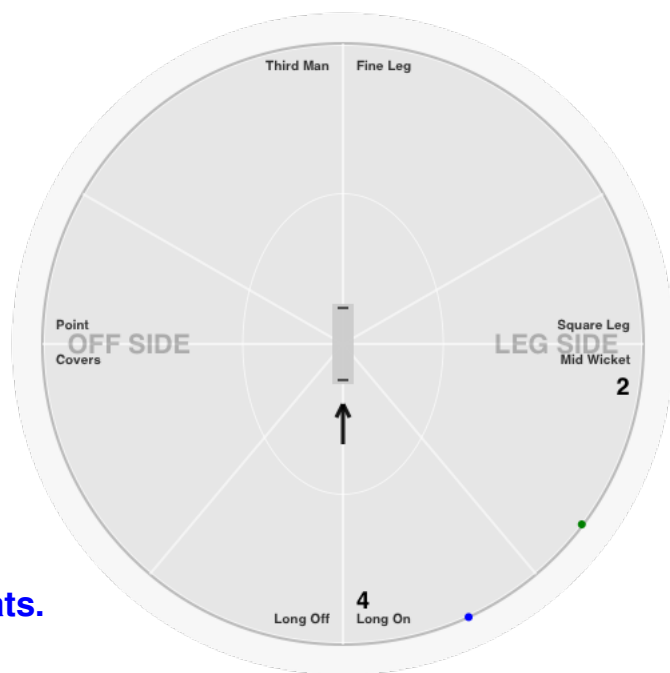 Third Man
Fine Leg
Point
OFF SIDE
Covers
Square Leg
LEG SIDE
Mid Wicket
2
4
Long Off
Long On